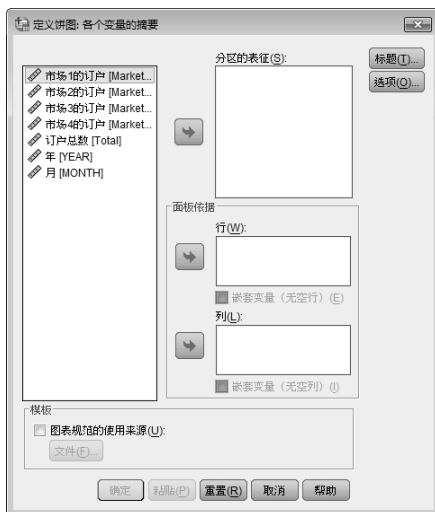 定义饼图: 各个变量的摘要
分区的表征(S):
标题(T)...
选项(O)...
市场1的订户 [Market...
市场2的订户 [Market...
市场3的订户 [Market...
市场4的订户 [Market...
订户总数 [Total]
年 [YEAR]
月 [MONTH]
面板依据
行(W):
嵌套变量（无空行）(E)
列(L):
嵌套变量（无空列）(I)
模板
图表规范的使用来源(U):
文件(F)...
确定
粘贴(P)
重置(R)
取消
帮助